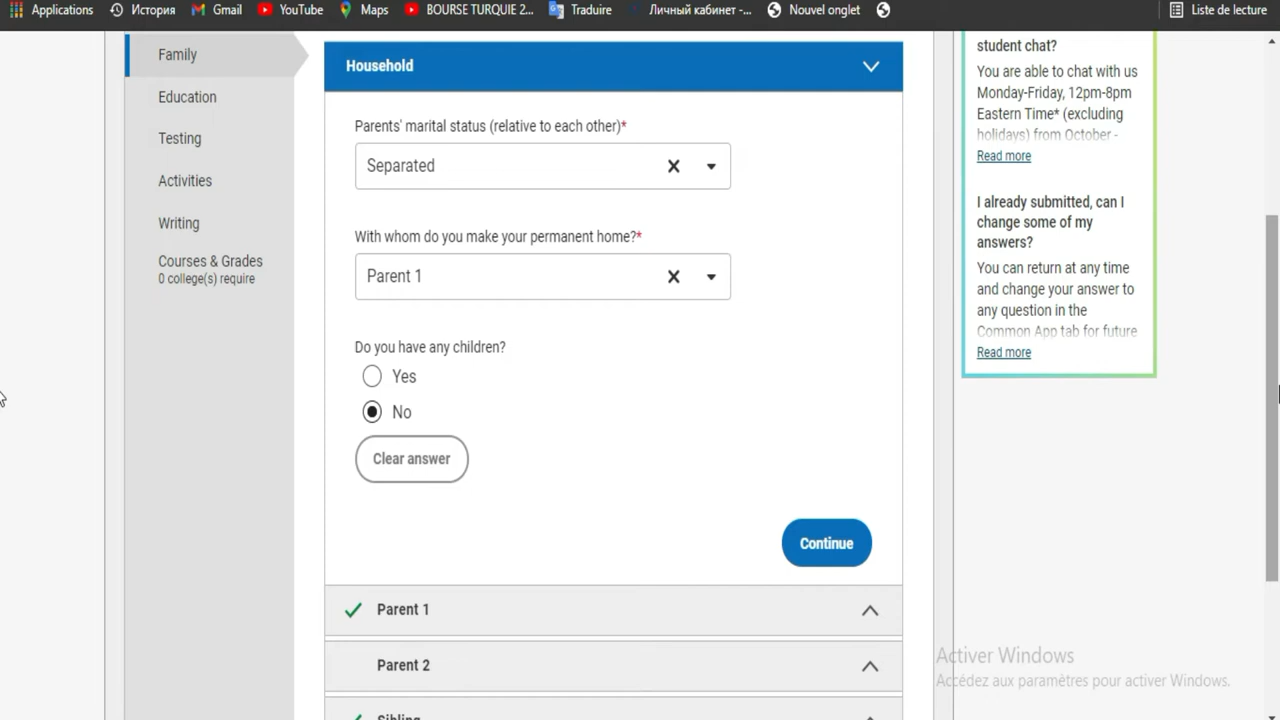 Applications
История
Gmail
YouTube
Maps
BOURSE TURQUIE 2...
Traduire
Личный кабинет -...
Nouvel onglet
Liste de lecture
Family
Education
Testing
Activities
Writing
Courses & Grades
0 college(s) require
Household
Parents' marital status (relative to each other)*
Separated
With whom do you make your permanent home?*
Parent 1
Do you have any children?
Yes
No
Clear answer
Continue
Parent 1
Parent 2
Sibling
student chat?
You are able to chat with us
Monday-Friday, 12pm-8pm
Eastern Time* (excluding
holidays) from October -
Read more
I already submitted, can I
change some of my
answers?
You can return at any time
and change your answer to
any question in the
Common App tab for future
Read more
Activer Windows
Accédez aux paramètres pour activer Windows.